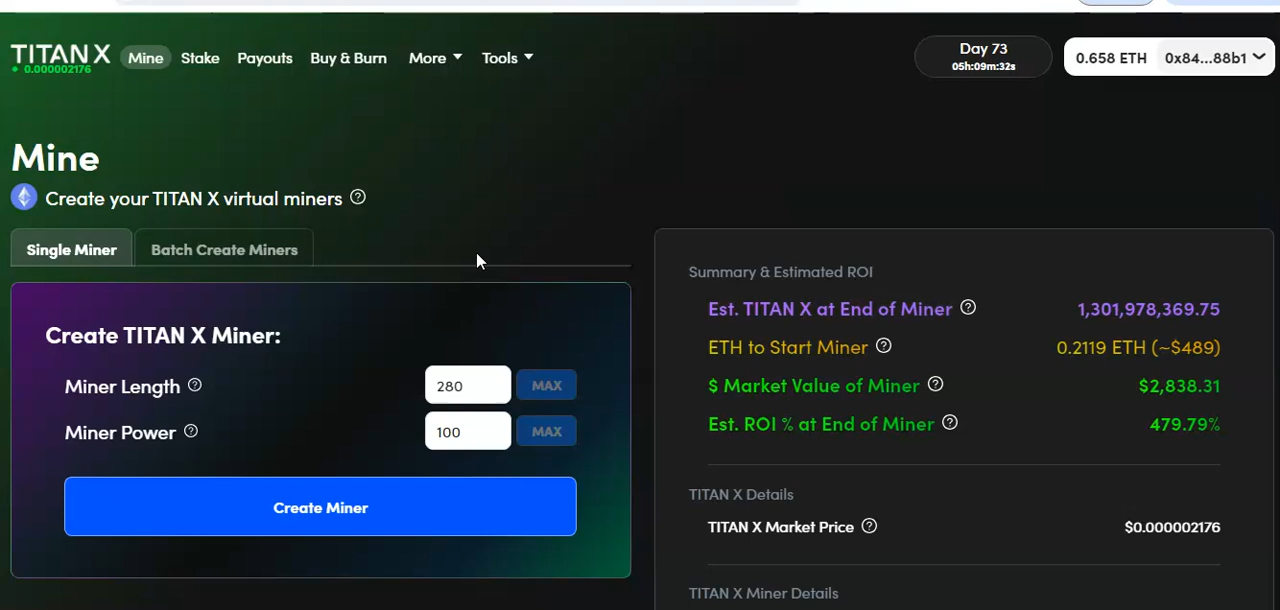 TITAN X
0.000002176
Mine Stake Payouts Buy & Burn More Tools
Day 73
05h:09m:32s
0.658 ETH 0x84...88b1
Mine
Create your TITAN X virtual miners ?
Single Miner Batch Create Miners
Create TITAN X Miner:
Miner Length ? 280 MAX
Miner Power ? 100 MAX
Create Miner
Summary & Estimated ROI
Est. TITAN X at End of Miner ? 1,301,978,369.75
ETH to Start Miner ? 0.2119 ETH (~$489)
$ Market Value of Miner ? $2,838.31
Est. ROI % at End of Miner ? 479.79%
TITAN X Details
TITAN X Market Price ? $0.000002176
TITAN X Miner Details